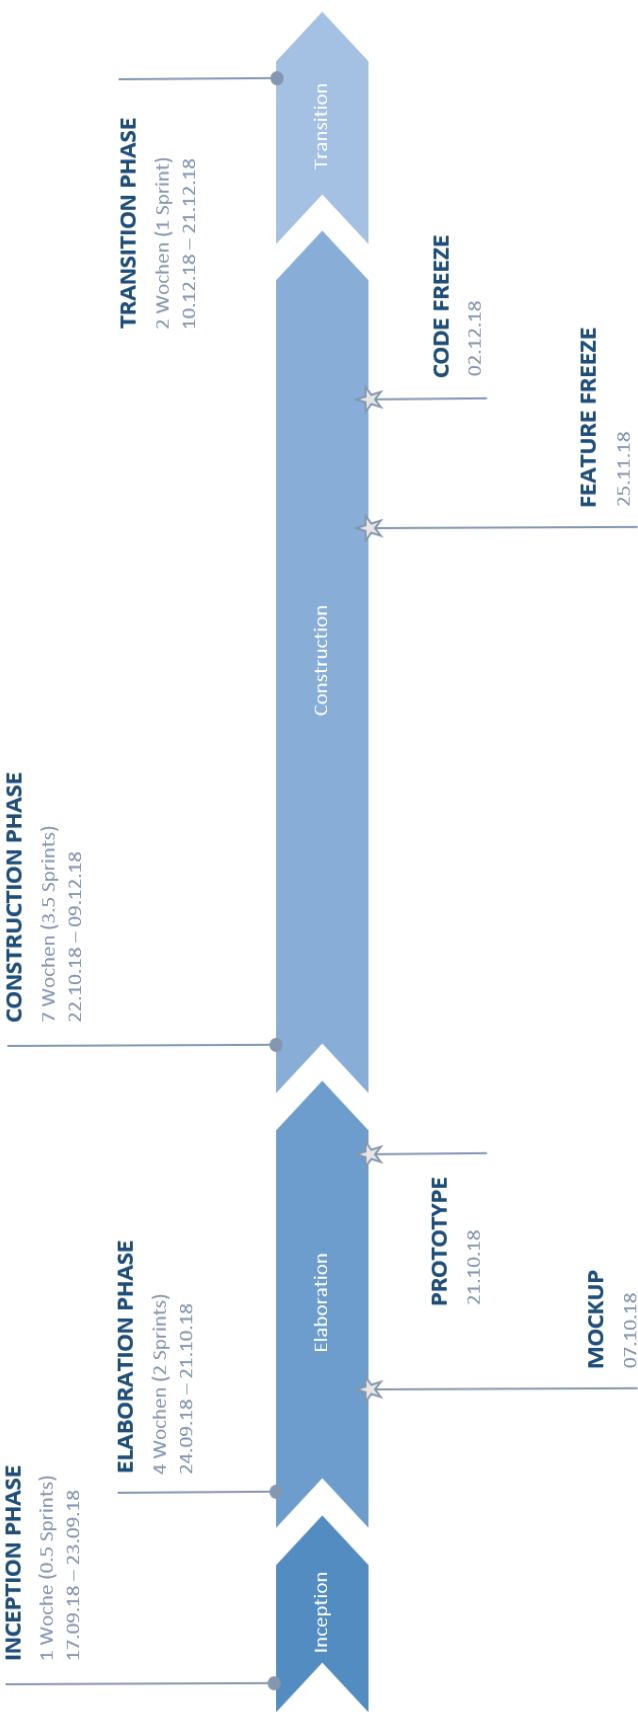 INCEPTION PHASE
1 Woche (0.5 Sprints)
17.09.18 – 23.09.18
ELABORATION PHASE
4 Wochen (2 Sprints)
24.09.18 – 21.10.18
CONSTRUCTION PHASE
7 Wochen (3.5 Sprints)
22.10.18 – 09.12.18
TRANSITION PHASE
2 Wochen (1 Sprint)
10.12.18 – 21.12.18
Inception
Elaboration
Construction
Transition
MOCKUP
07.10.18
PROTOTYPE
21.10.18
FEATURE FREEZE
25.11.18
CODE FREEZE
02.12.18